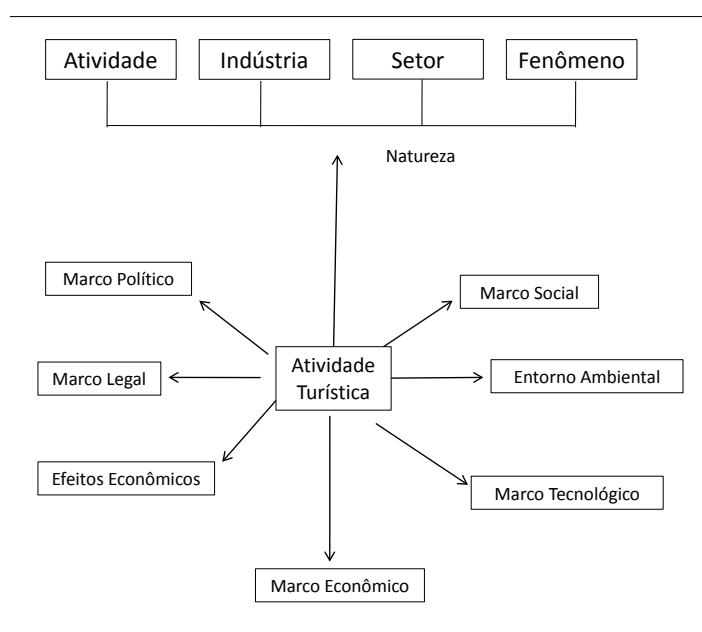 Atividade
Indústria
Setor
Fenômeno
Natureza
Marco Político
Marco Social
Atividade
Turística
Marco Legal
Entorno Ambiental
Efeitos Econômicos
Marco Tecnológico
Marco Econômico